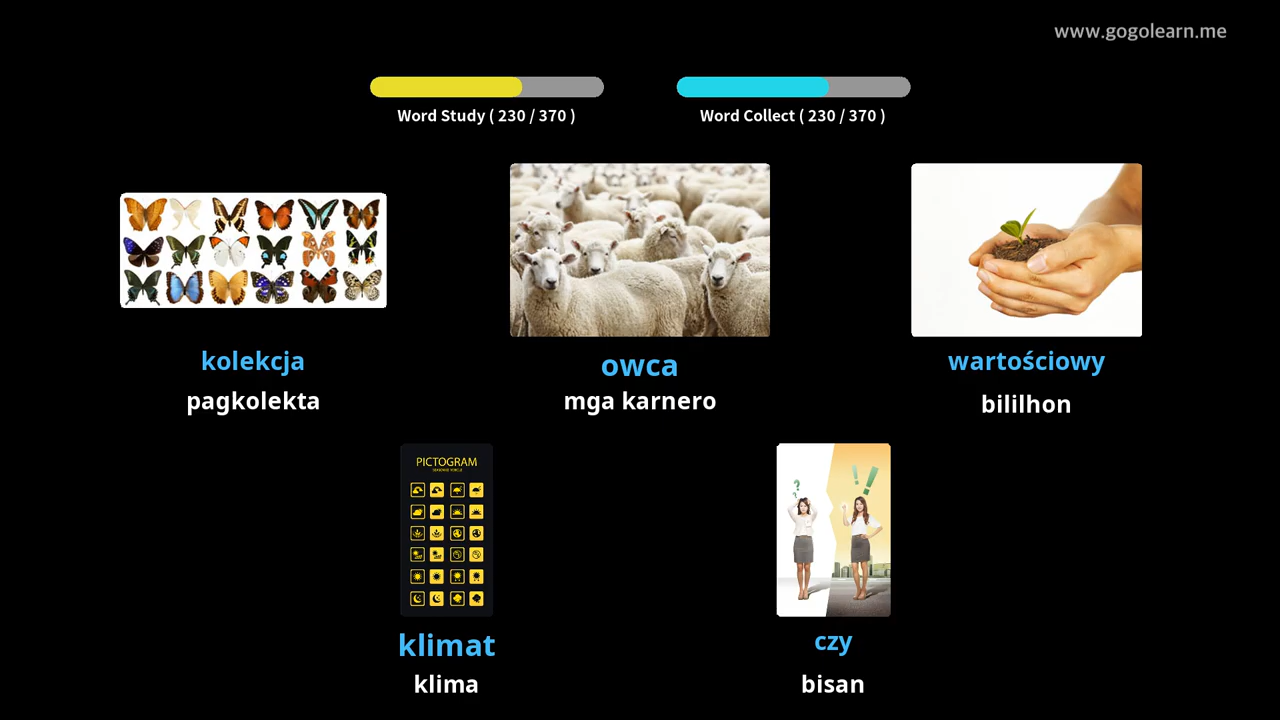 www.gogolearn.me
Word Study ( 230 / 370 )
Word Collect ( 230 / 370 )
kolekcja
pagkolekta
owca
mga karnero
wartościowy
bililhon
PICTOGRAM
klimat
klima
czy
bisan